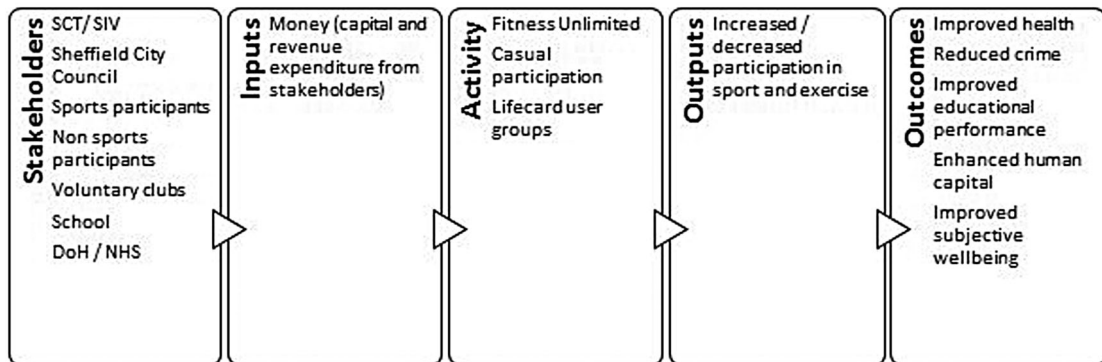 Stakeholders
SCT/ SIV
Sheffield City
Council
Sports participants
Non sports
participants
Voluntary clubs
School
DoH / NHS
Inputs
Money (capital and
revenue
expenditure from
stakeholders)
Activity
Fitness Unlimited
Casual
participation
Lifecard user
groups
Outputs
Increased /
decreased
participation in
sport and exercise
Outcomes
Improved health
Reduced crime
Improved
educational
performance
Enhanced human
capital
Improved
subjective
wellbeing